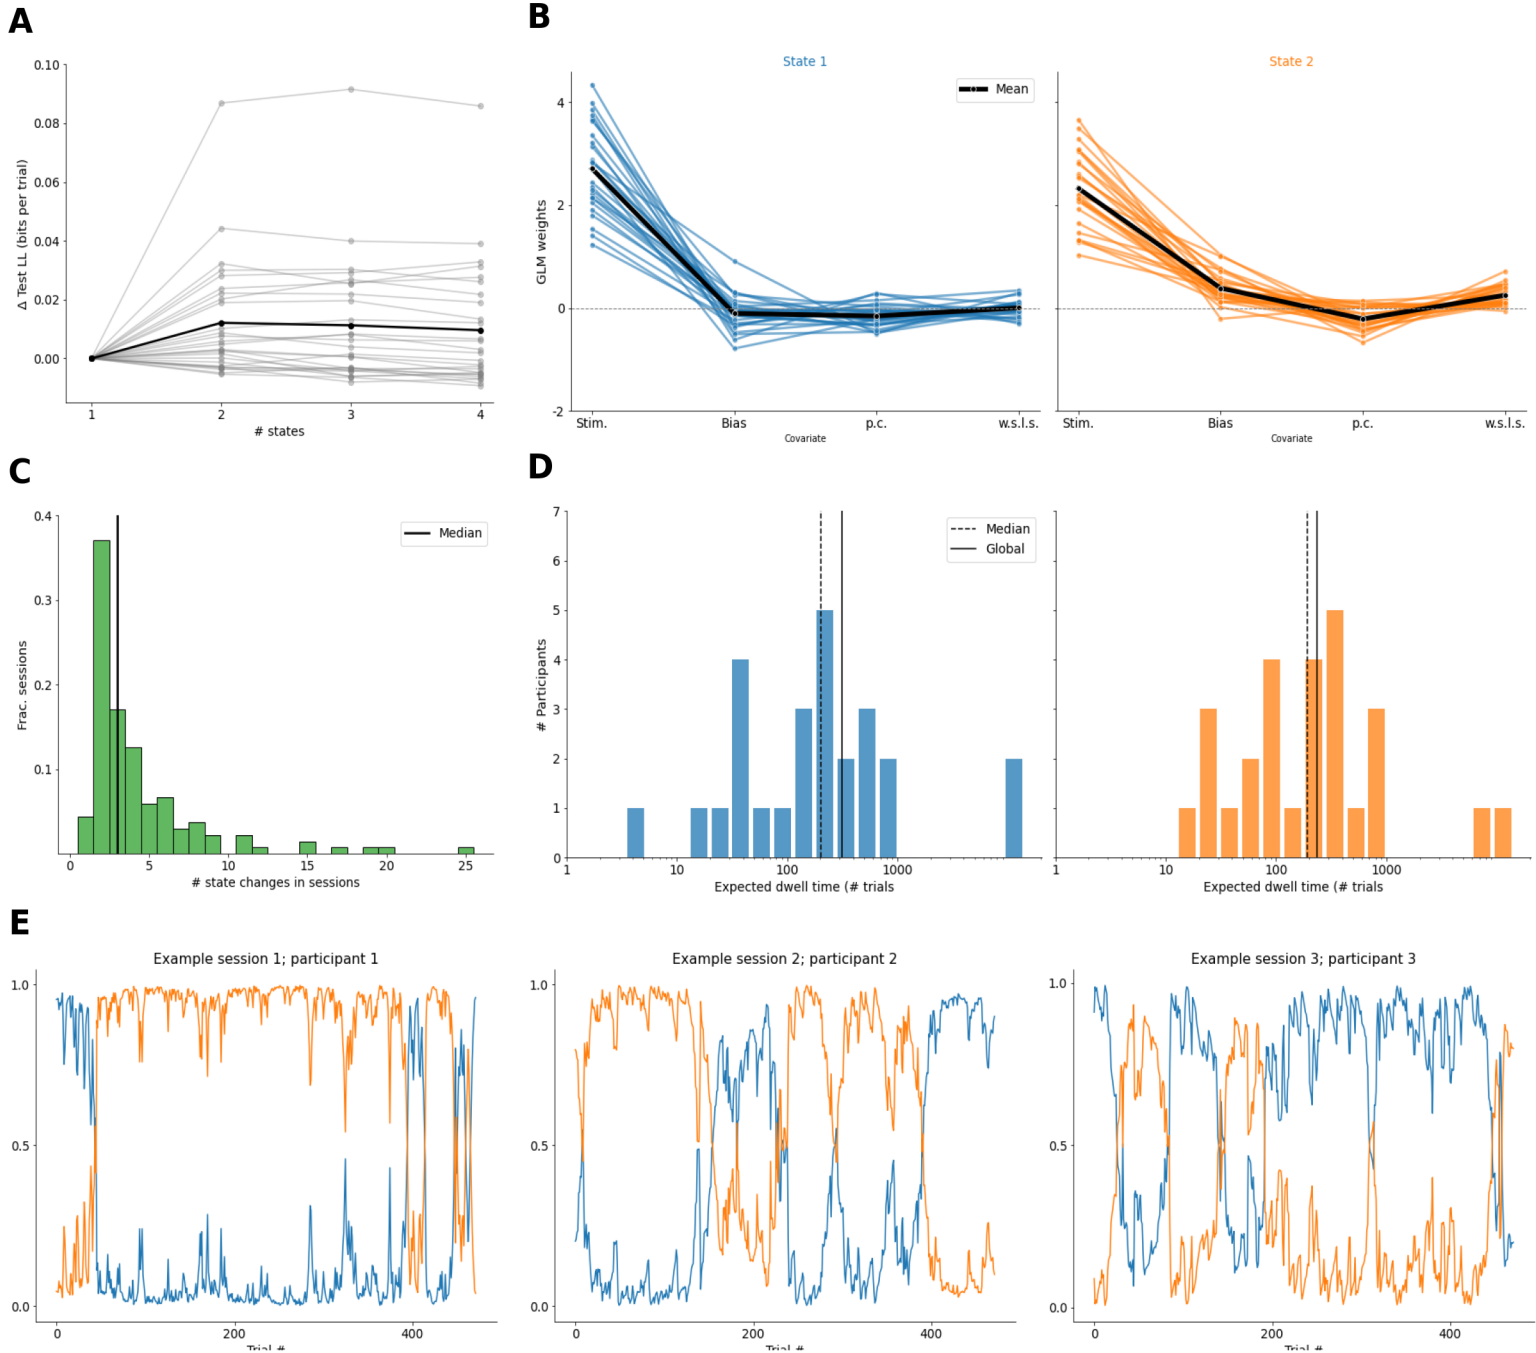 A
0.10
0.08
0.06
0.04
0.02
0.00
Δ Test LL (bits per trial)
1 2 3 4
# states
B
State 1
Mean
4
2
0
-2
GLM weights
Stim. Bias p.c. w.s.l.s.
Covariate
State 2
Stim. Bias p.c. w.s.l.s.
Covariate
C
Median
0.4
0.3
0.2
0.1
Frac. sessions
0 5 10 15 20 25
# state changes in sessions
D
Median
Global
7
6
5
4
3
2
1
0
# Participants
1 10 100 1000
Expected dwell time (# trials
1 10 100 1000
Expected dwell time (# trials
E
Example session 1; participant 1
1.0
0.5
0.0
0 200 400
Trial #
Example session 2; participant 2
1.0
0.5
0.0
0 200 400
Trial #
Example session 3; participant 3
1.0
0.5
0.0
0 200 400
Trial #